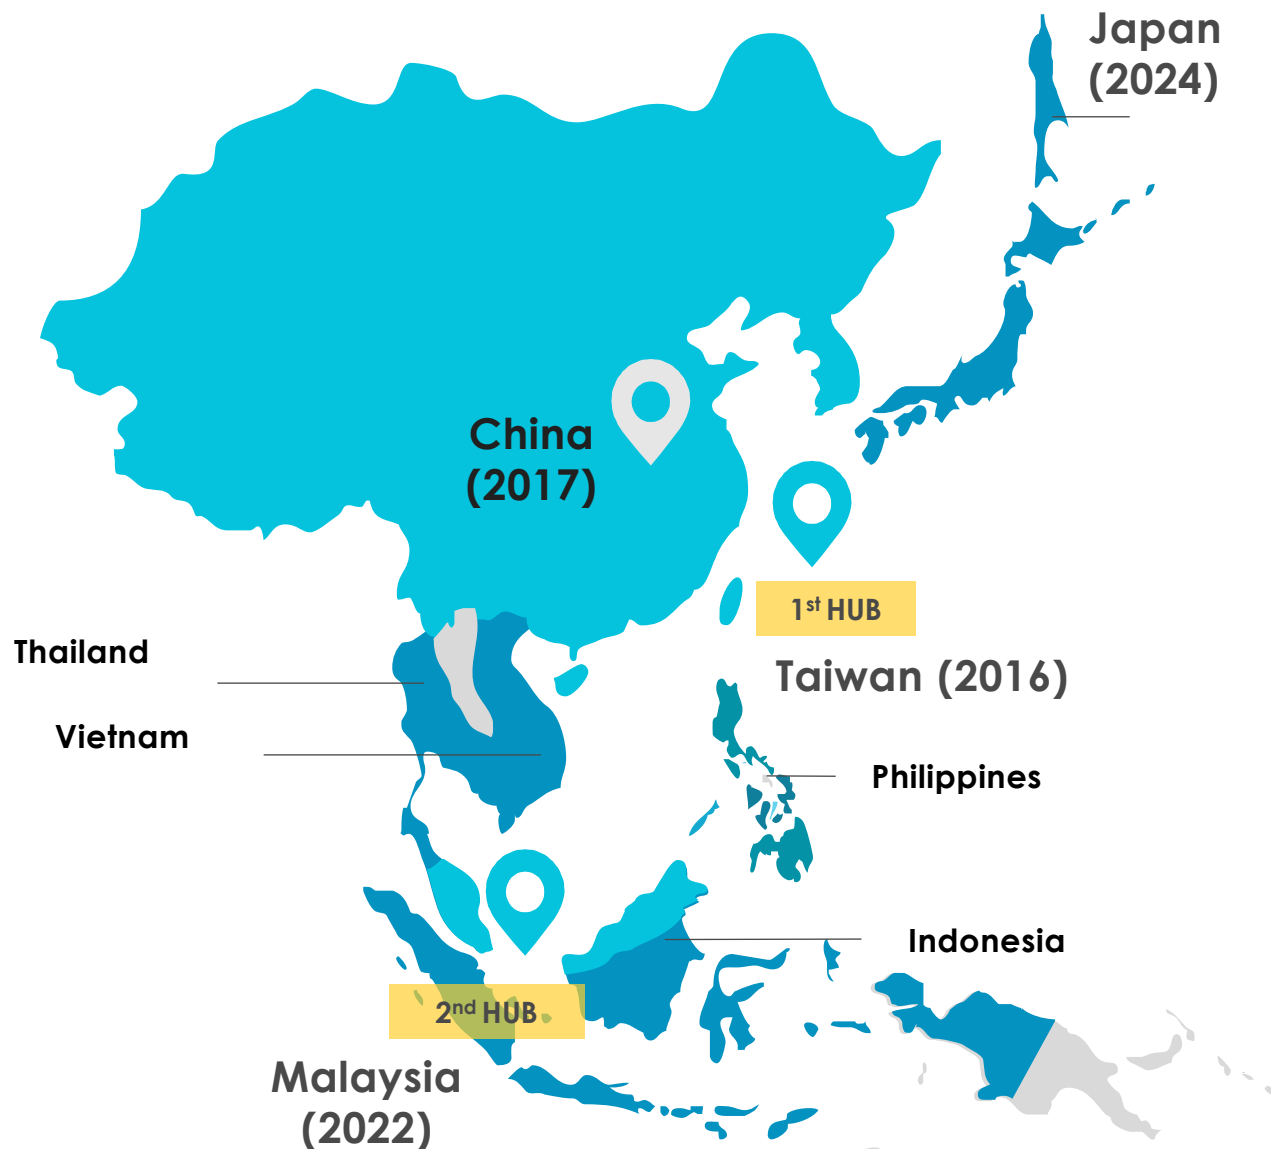 Japan
(2024)
China
(2017)
1st HUB
Taiwan (2016)
Thailand
Vietnam
Philippines
Indonesia
2nd HUB
Malaysia
(2022)